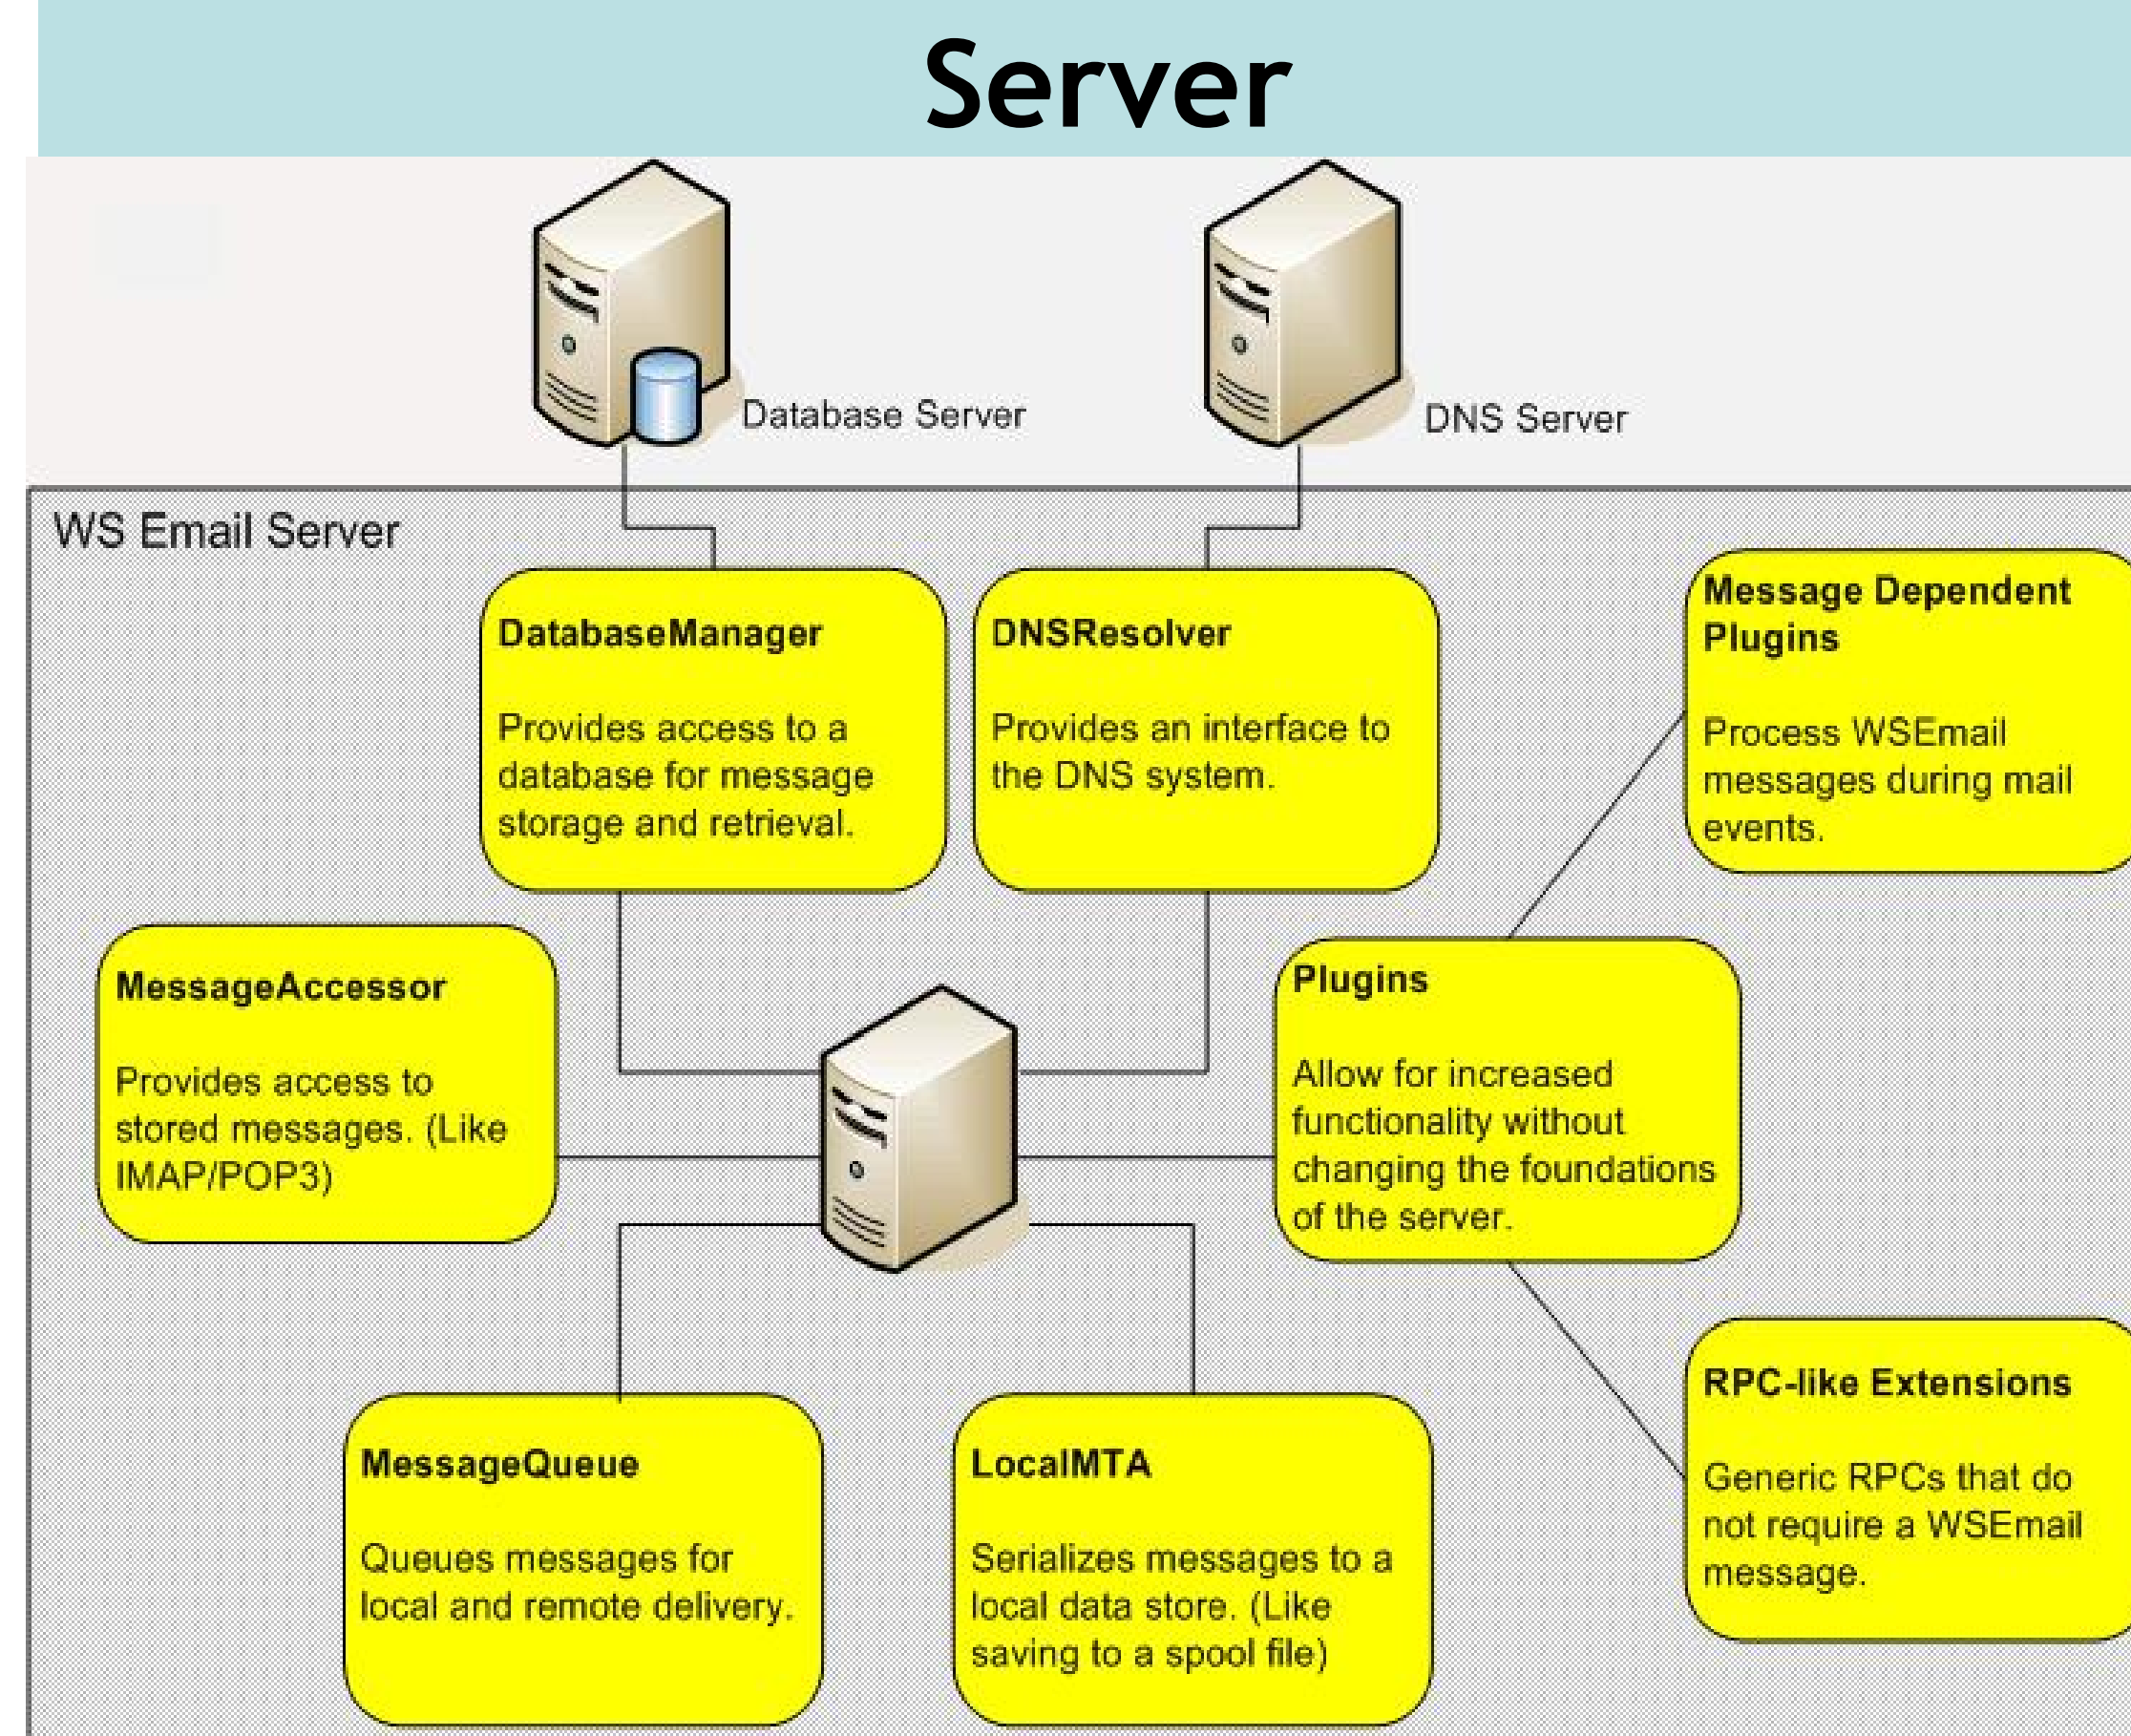 Server
Database Server
DNS Server
WS Email Server
DatabaseManager
Provides access to a
database for message
storage and retrieval.
DNSResolver
Provides an interface to
the DNS system.
Message Dependent
Plugins
Process WSEmail
messages during mail
events.
MessageAccessor
Provides access to
stored messages. (Like
IMAP/POP3)
Plugins
Allow for increased
functionality without
changing the foundations
of the server.
MessageQueue
Queues messages for
local and remote delivery.
LocalMTA
Serializes messages to a
local data store. (Like
saving to a spool file)
RPC-like Extensions
Generic RPCs that do
not require a WSEmail
message.